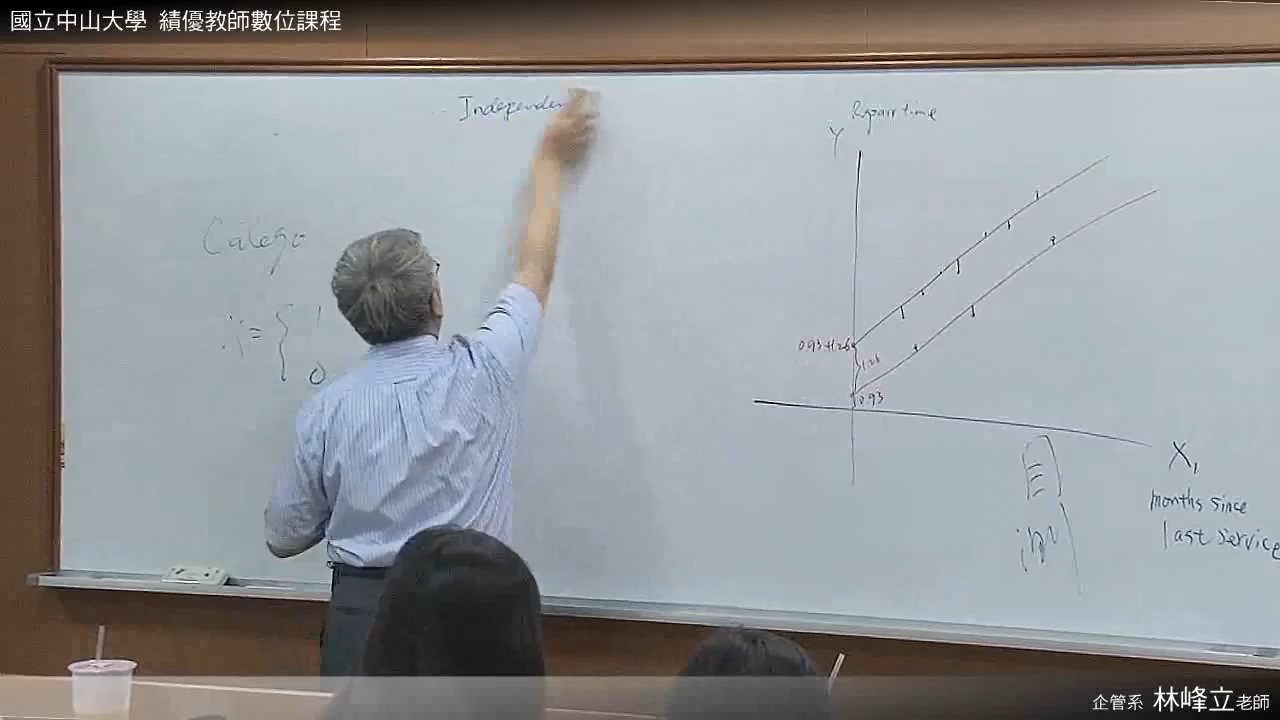 國立中山大學 績優教師數位課程
Independen
Repair time
Y
Catego
1
0
0.93+1.26
1.26
0.93
X₁
months since
last service
企管系 林峰立老師